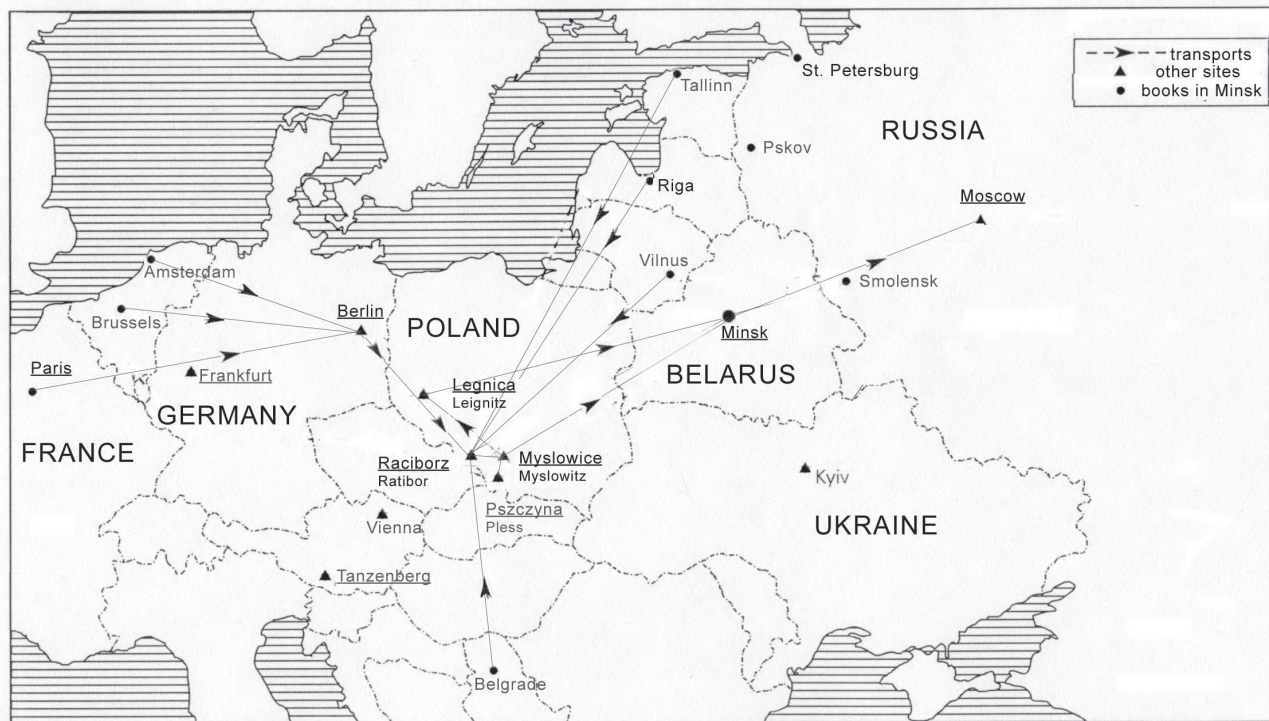 transports
other sites
books in Minsk
St. Petersburg
Tallinn
RUSSIA
Pskov
Riga
Moscow
Vilnus
Amsterdam
Smolensk
Brussels
Berlin
POLAND
Minsk
Paris
Frankfurt
BELARUS
Legnica
Leignitz
GERMANY
FRANCE
Raciborz
Ratibor
Myslowice
Myslowitz
Kyiv
Pszczyna
Pless
Vienna
UKRAINE
Tanzenberg
Belgrade